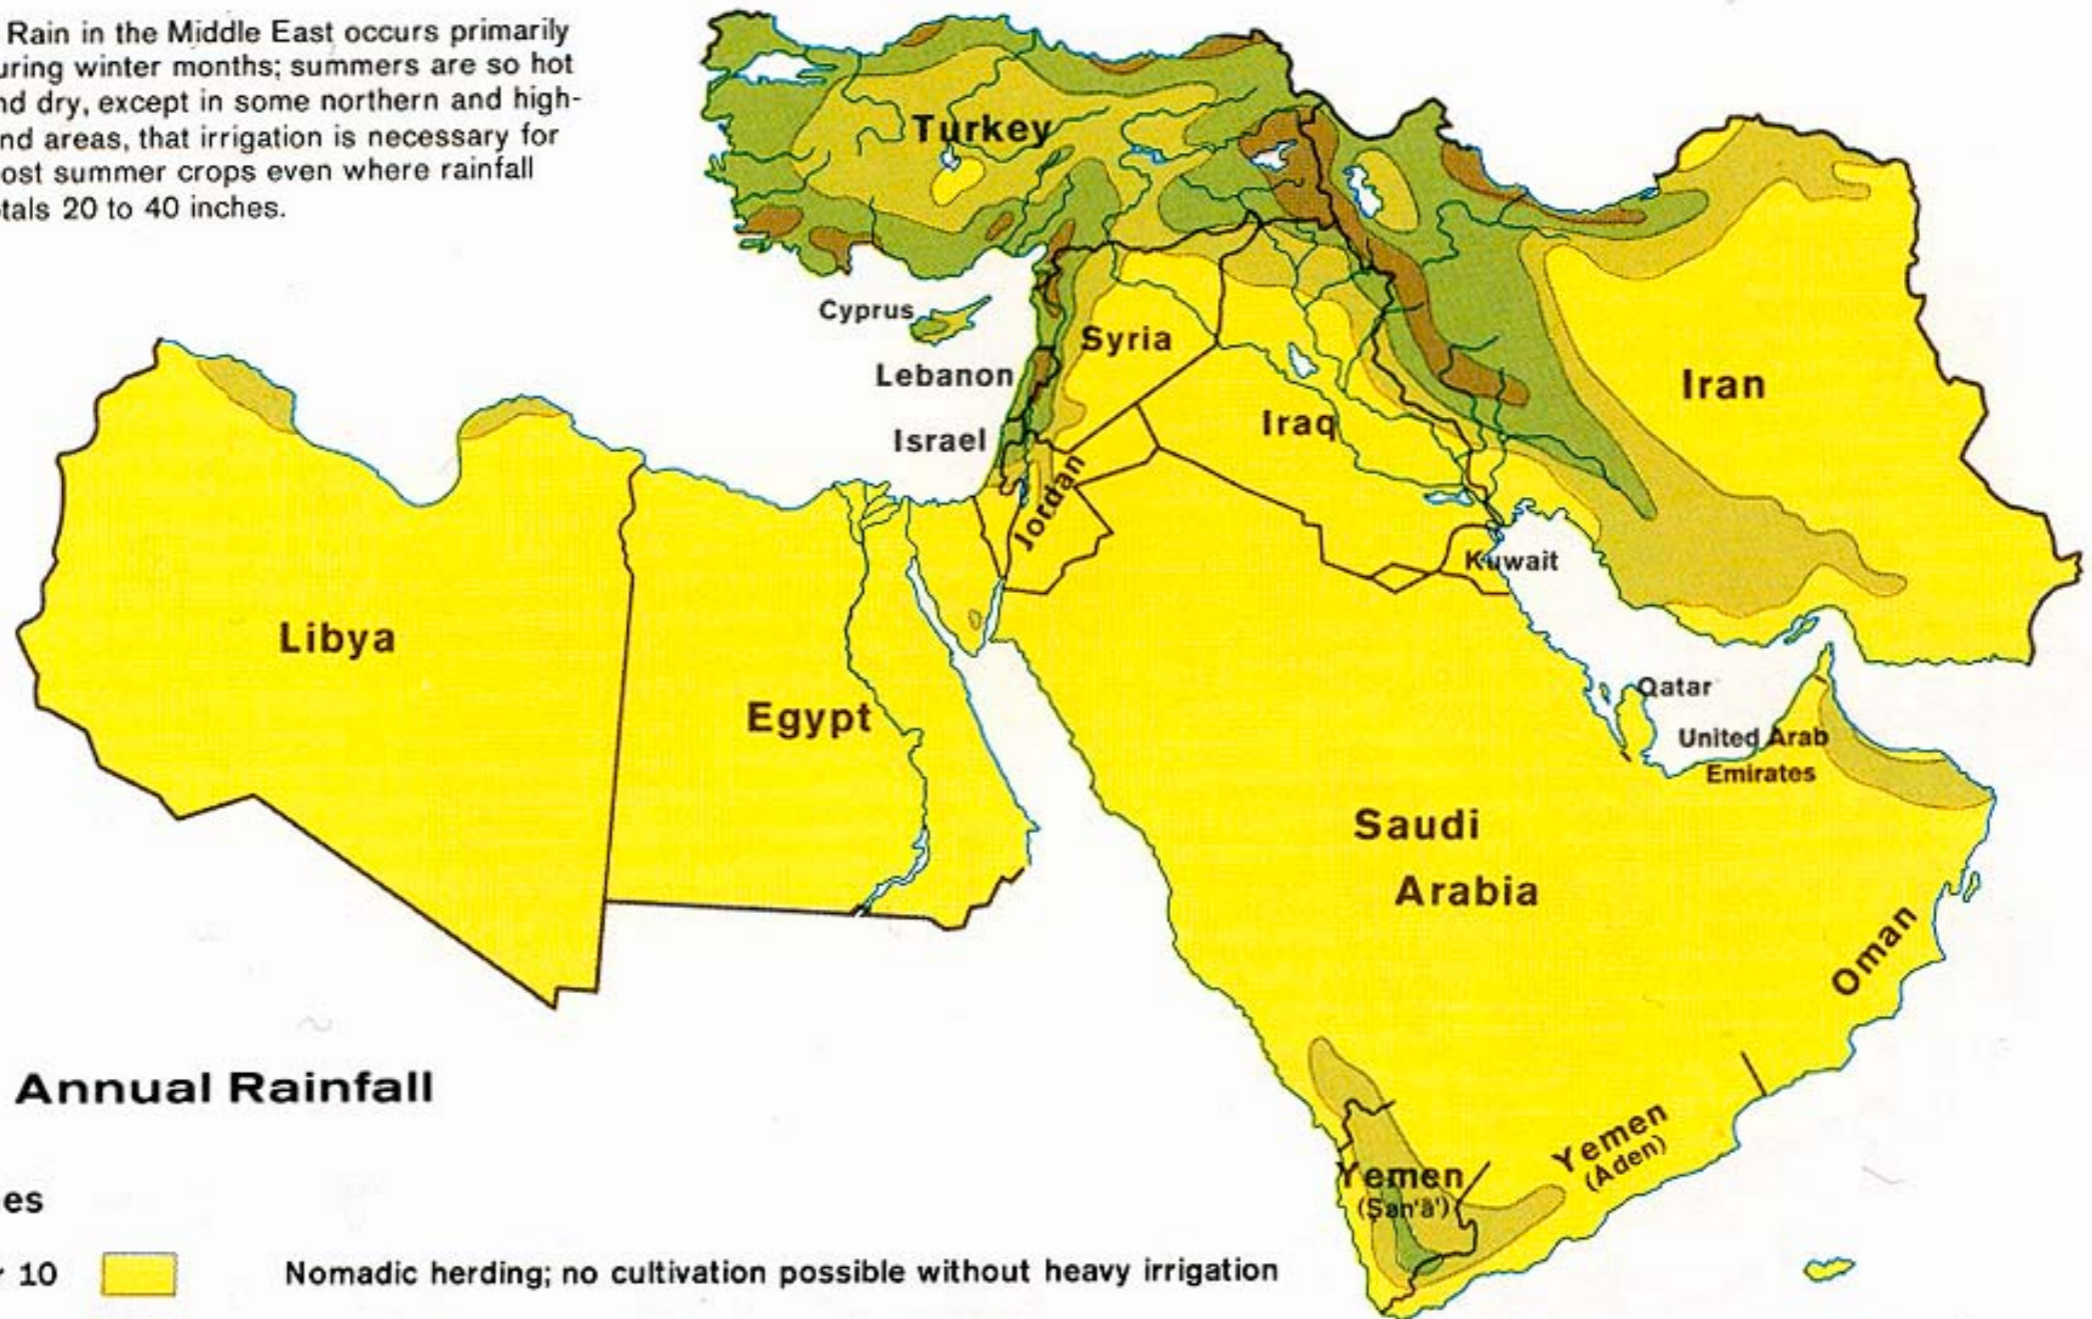 Rain in the Middle East occurs primarily
uring winter months; summers are so hot
nd dry, except in some northern and high-
nd areas, that irrigation is necessary for
ost summer crops even where rainfall
tals 20 to 40 inches.
Turkey
Cyprus
Syria
Lebanon
Iran
Iraq
Israel
Jordan
Kuwait
Libya
Qatar
Egypt
United Arab
Emirates
Saudi
Arabia
Oman
Annual Rainfall
Yemen
(Aden)
Yemen
(Ṣan'ā')
es
r 10
Nomadic herding; no cultivation possible without heavy irrigation